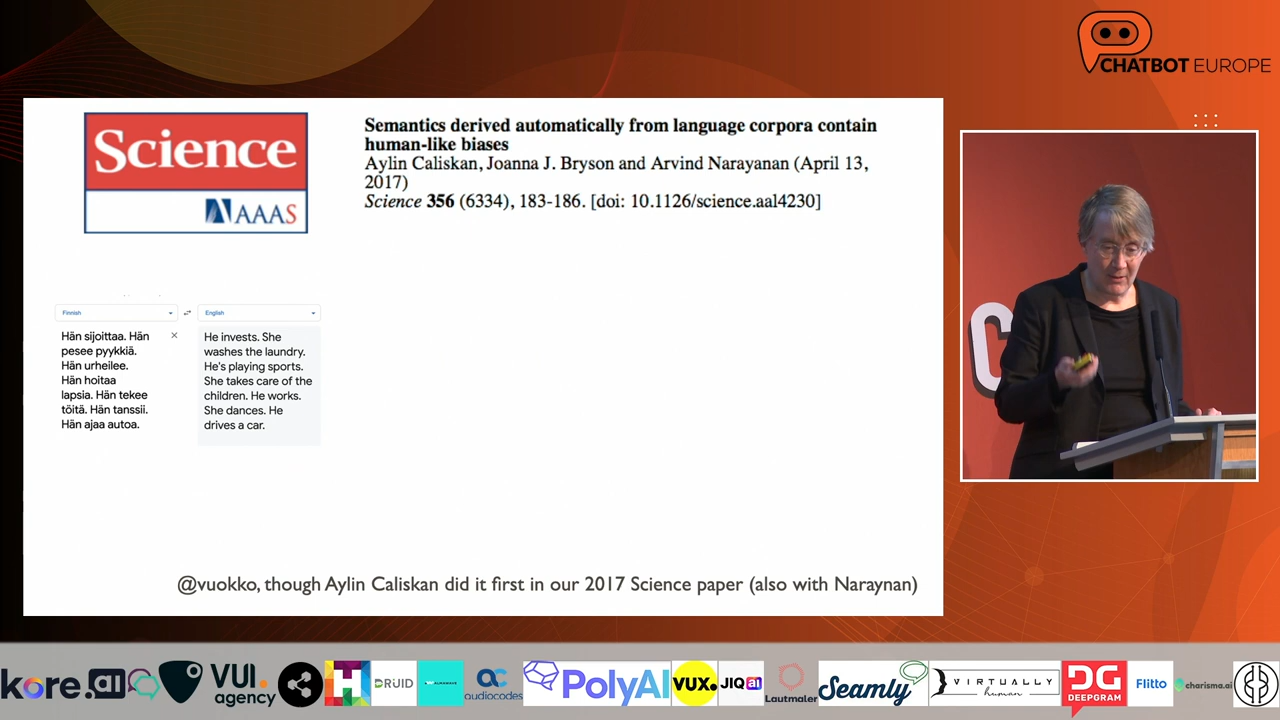 CHATBOT EUROPE
Science
AAAS
Semantics derived automatically from language corpora contain
human-like biases
Aylin Caliskan, Joanna J. Bryson and Arvind Narayanan (April 13,
2017)
Science 356 (6334), 183-186. [doi: 10.1126/science.aal4230]
Finnish
English
Hän sijoittaa. Hän
pesee pyykkiä.
Hän urheilee.
Hän hoitaa
lapsia. Hän tekee
töitä. Hän tanssii.
Hän ajaa autoa.
He invests. She
washes the laundry.
He's playing sports.
She takes care of the
children. He works.
She dances. He
drives a car.
@vuokko, though Aylin Caliskan did it first in our 2017 Science paper (also with Naraynan)
C
kore.ai
VUI.
agency
H
DRUID
ac
audiocodes
PolyAI
VUX.
JIQ ai
Lautmaler
Seamly
VIRTUALLY
human
DG
DEEPGRAM
Flitto
charisma.ai